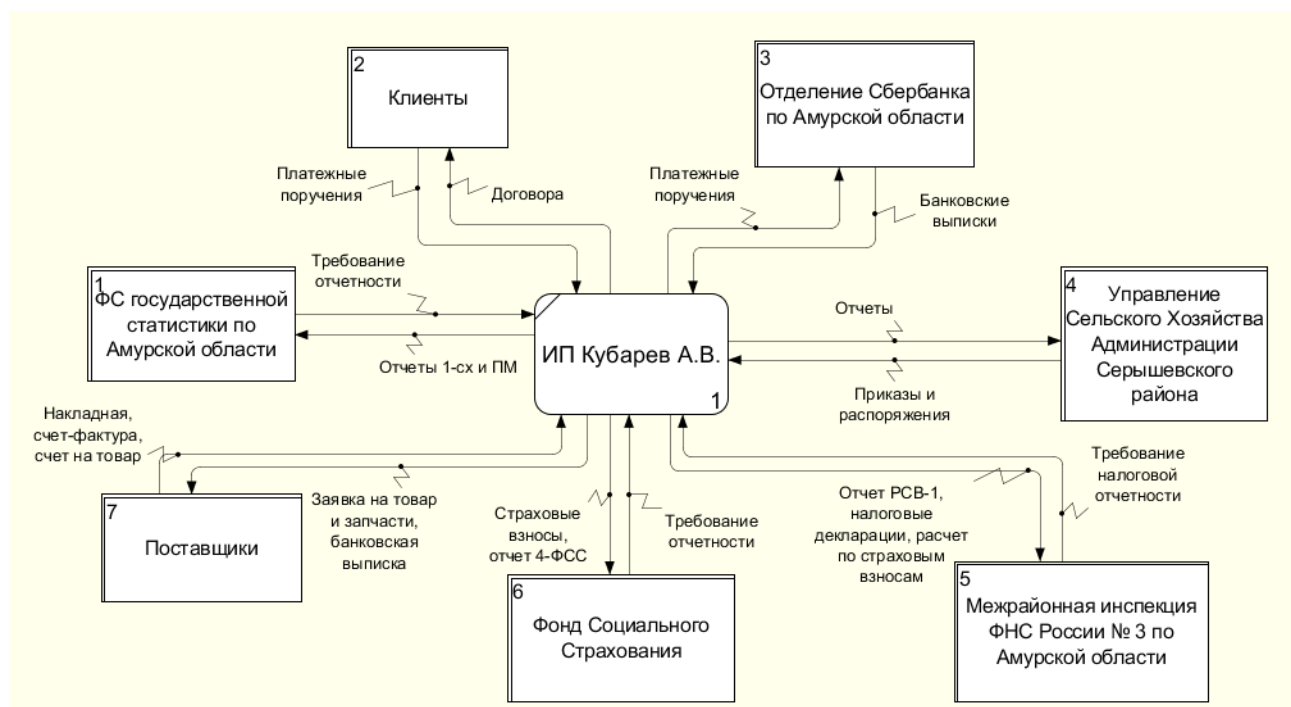 2
Клиенты
3
Отделение Сбербанка
по Амурской области
Платежные
поручения
Договора
Платежные
поручения
Банковские
выписки
1
ФС государственной
статистики по
Амурской области
Требование
отчетности
Отчеты 1-сх и ПМ
ИП Кубарев А.В.
1
Отчеты
Приказы и
распоряжения
4
Управление
Сельского Хозяйства
Администрации
Серышевского
района
Накладная,
счет-фактура,
счет на товар
7
Поставщики
Заявка на товар
и запчасти,
банковская
выписка
Страховые
взносы,
отчет 4-ФСС
Требование
отчетности
6
Фонд Социального
Страхования
Отчет РСВ-1,
налоговые
декларации, расчет
по страховым
взносам
Требование
налоговой
отчетности
5
Межрайонная инспекция
ФНС России № 3 по
Амурской области